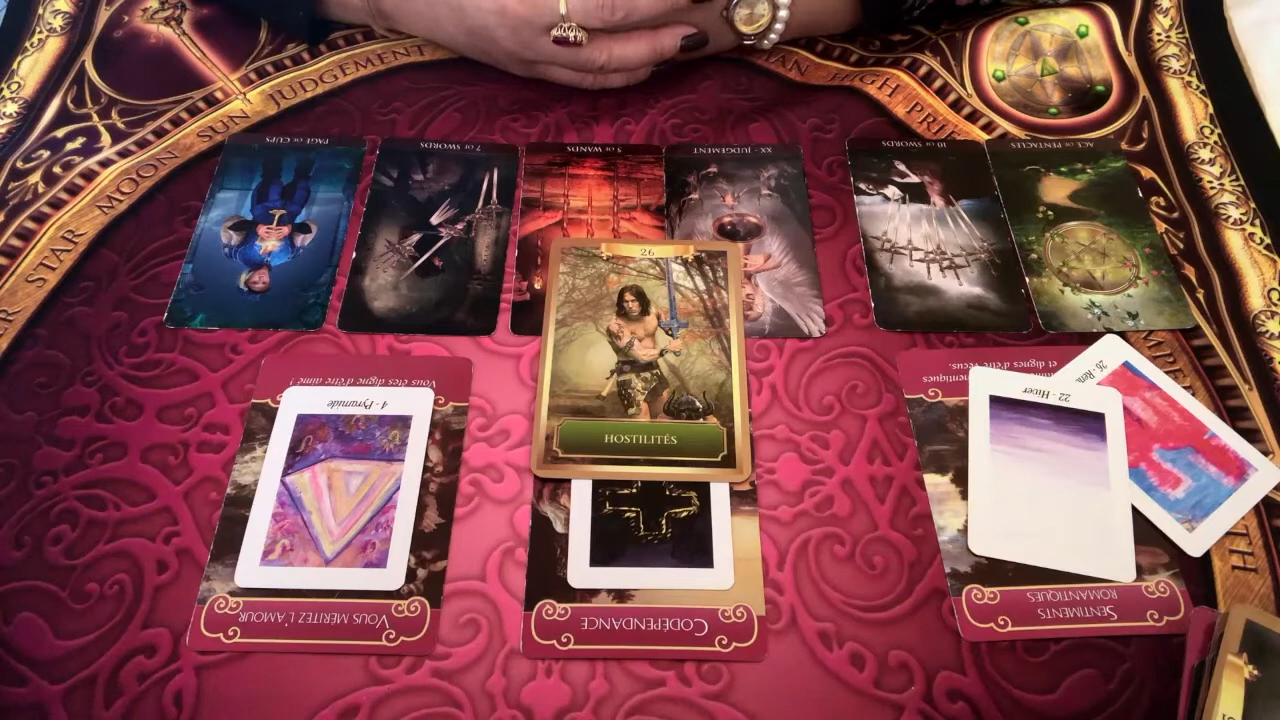 STAR MOON SUN JUDGEMENT
HIGH
PAGE OF CUPS
7 OF SWORDS
5 OF WANDS
XX - JUDGEMENT
10 OF SWORDS
ACE OF PENTACLES
26
HOSTILITÉS
Vous êtes digne d'être aimé !
4 - Pyramide
VOUS MÉRITEZ L'AMOUR
CODÉPENDANCE
et dignes d'être vécus.
22 - Hiver
26 -
SENTIMENTS
ROMANTIQUES